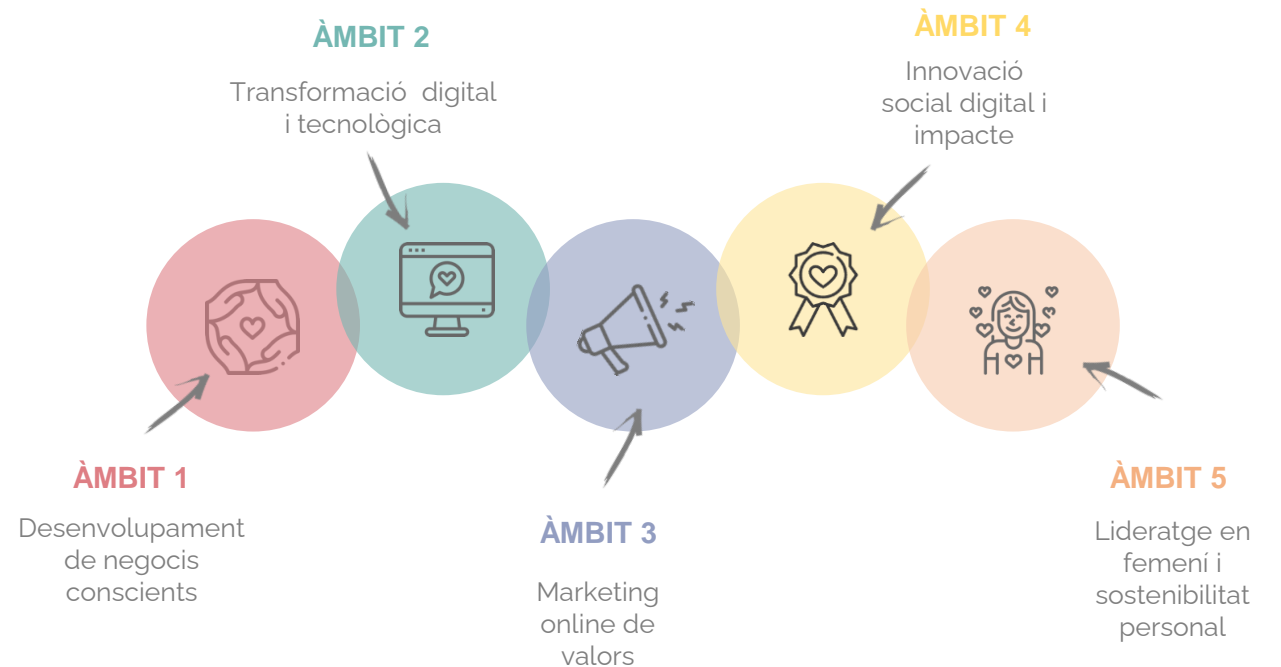 ÀMBIT 1
Desenvolupament
de negocis
conscients
ÀMBIT 2
Transformació digital
i tecnològica
ÀMBIT 3
Marketing
online de
valors
ÀMBIT 4
Innovació
social digital i
impacte
ÀMBIT 5
Lideratge en
femení i
sostenibilitat
personal